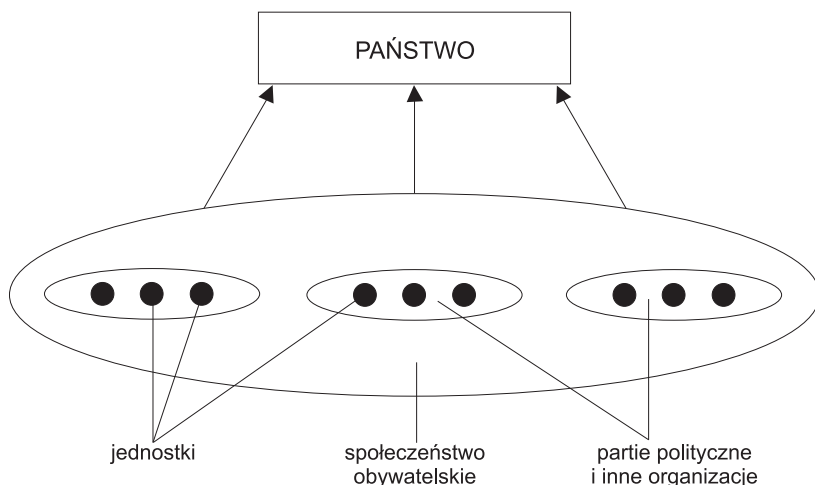 PAŃSTWO
jednostki
społeczeństwo
obywatelskie
partie polityczne
i inne organizacje